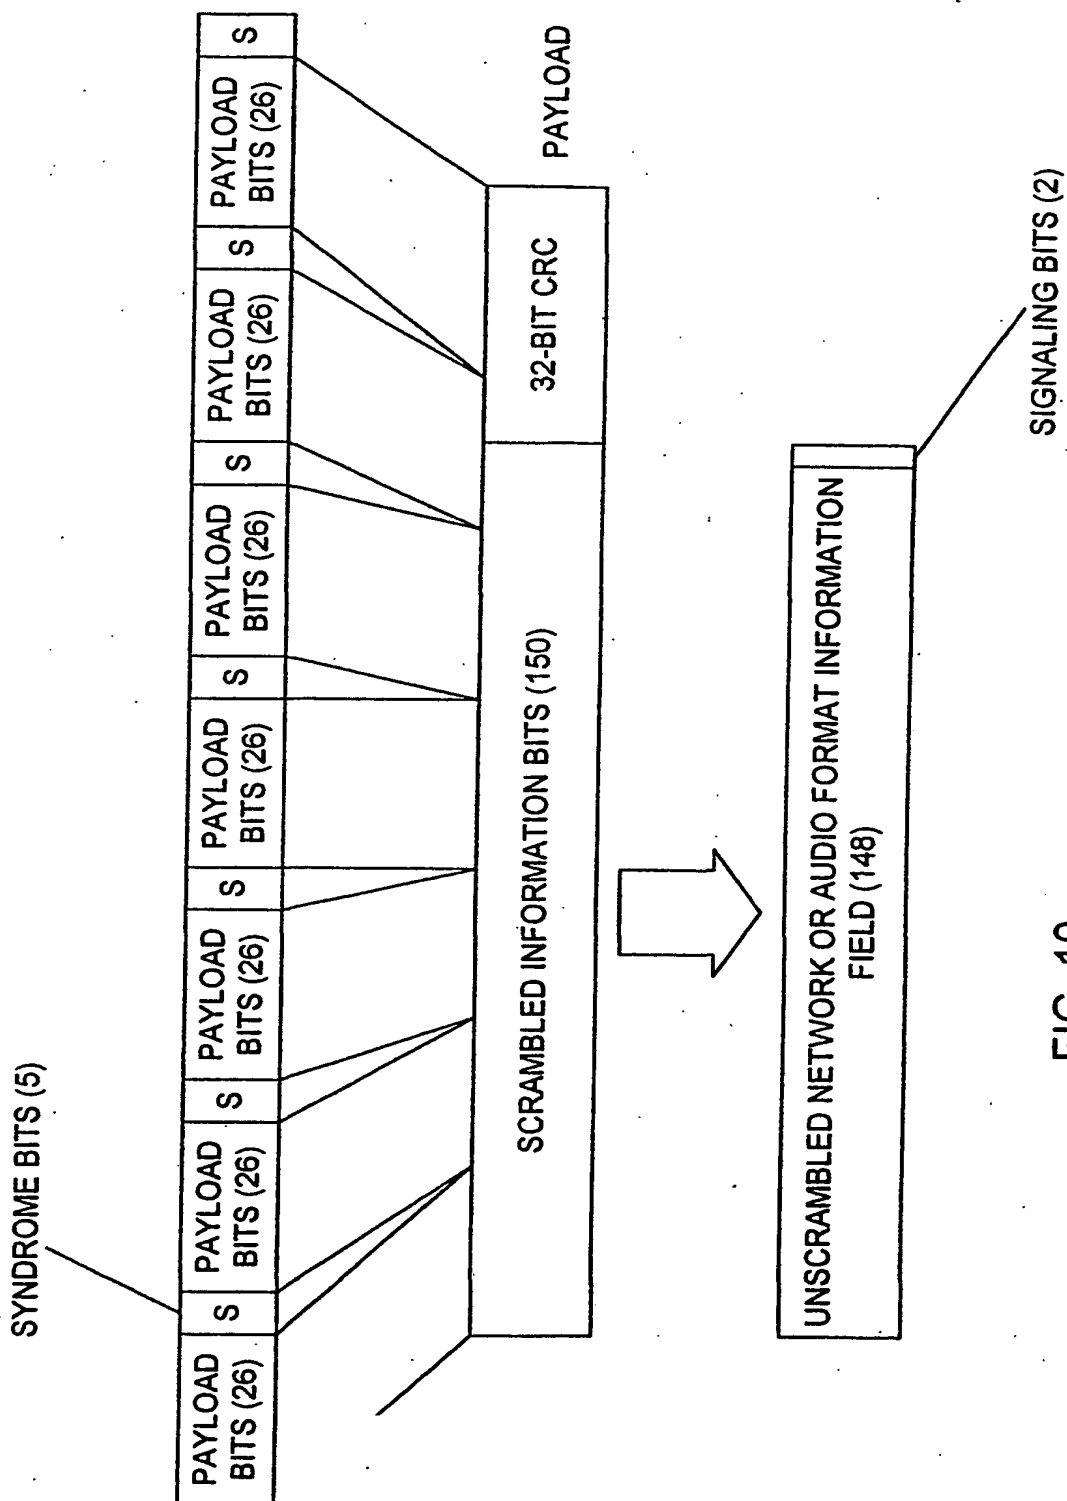 SYNDROME BITS (5)
PAYLOAD
BITS (26)
S
PAYLOAD
BITS (26)
S
PAYLOAD
BITS (26)
S
PAYLOAD
BITS (26)
S
PAYLOAD
BITS (26)
S
PAYLOAD
BITS (26)
S
PAYLOAD
BITS (26)
S
SCRAMBLED INFORMATION BITS (150)
32-BIT CRC
PAYLOAD
UNSCRAMBLED NETWORK OR AUDIO FORMAT INFORMATION
FIELD (148)
SIGNALING BITS (2)
FIG.